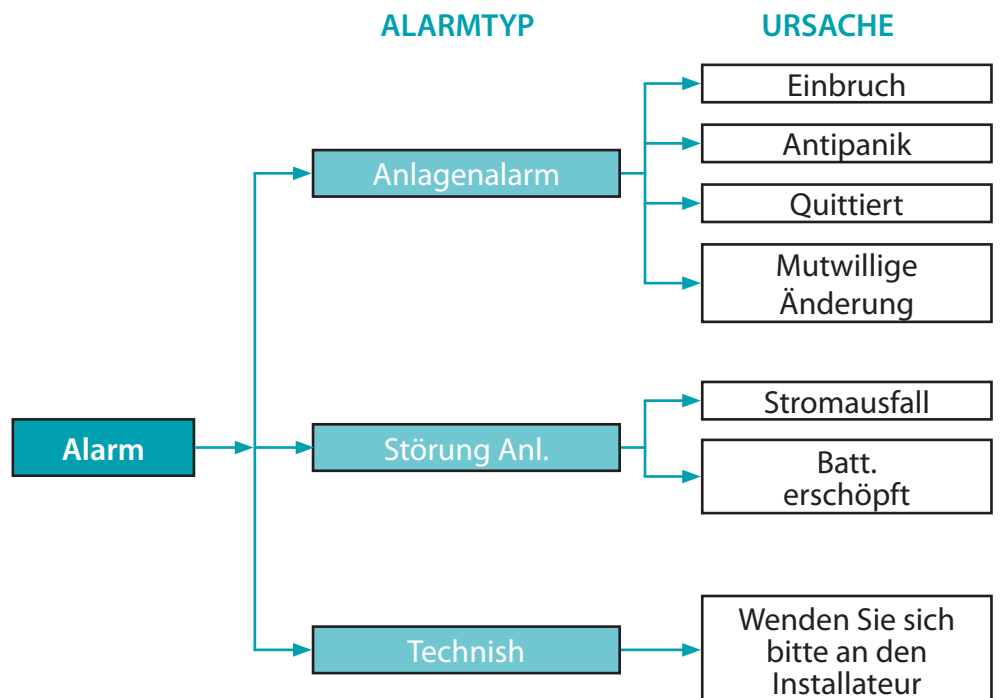 ALARMTYP
URSACHE
Einbruch
Antipanik
Anlagenalarm
Quittiert
Mutwillige
Änderung
Stromausfall
Alarm
Störung Anl.
Batt.
erschöpft
Technish
Wenden Sie sich
bitte an den
Installateur